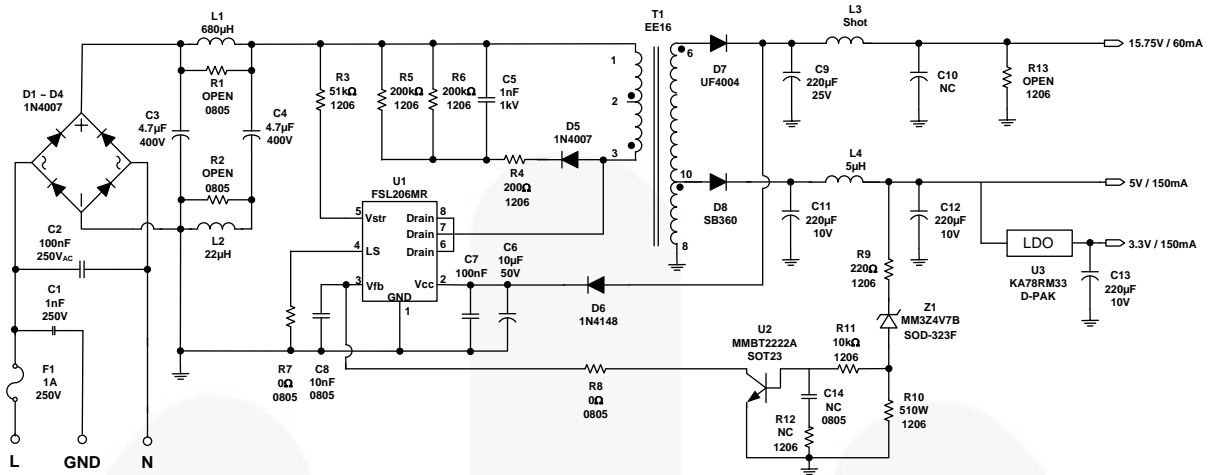 L1
680µH
R1
OPEN
0805
D1 ~ D4
1N4007
C3
4.7µF
400V
C4
4.7µF
400V
R2
OPEN
0805
L2
22µH
C2
100nF
250VAC
C1
1nF
250V
F1
1A
250V
L
GND
N
R3
51kΩ
1206
R5
200kΩ
1206
R6
200kΩ
1206
C5
1nF
1kV
D5
1N4007
R4
200Ω
1206
U1
FSL206MR
5
Vstr
Drain
8
Drain
7
4
LS
Drain
6
3
Vfb
Vcc
2
GND
1
C7
100nF
C6
10µF
50V
D6
1N4148
R7
0Ω
0805
C8
10nF
0805
R8
0Ω
0805
T1
EE16
1
2
3
6
10
8
D7
UF4004
C9
220µF
25V
L3
Shot
C10
NC
R13
OPEN
1206
15.75V / 60mA
D8
SB360
C11
220µF
10V
L4
5µH
C12
220µF
10V
5V / 150mA
LDO
U3
KA78RM33
D-PAK
3.3V / 150mA
C13
220µF
10V
R9
220Ω
1206
Z1
MM3Z4V7B
SOD-323F
U2
MMBT2222A
SOT23
R11
10kΩ
1206
C14
NC
0805
R12
NC
1206
R10
510W
1206